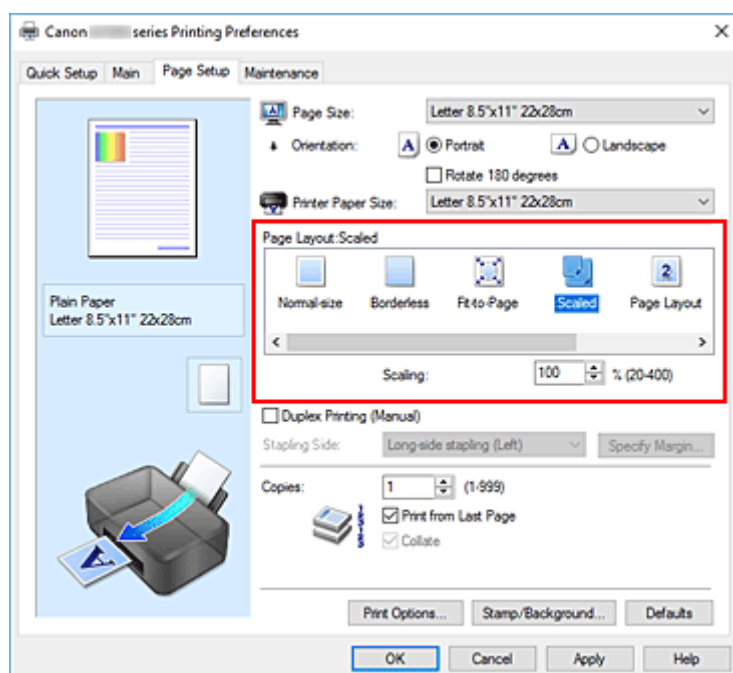 Canon series Printing Preferences
Quick Setup Main Page Setup Maintenance
Page Size: Letter 8.5"x11" 22x28cm
Orientation: A Portrait A Landscape
Rotate 180 degrees
Printer Paper Size: Letter 8.5"x11" 22x28cm
Page Layout:Scaled
Normal-size Borderless Fit-to-Page Scaled 2 Page Layout
Scaling: 100 % (20-400)
Plain Paper
Letter 8.5"x11" 22x28cm
Duplex Printing (Manual)
Stapling Side: Long-side stapling (Left) Specify Margin...
Copies: 1 (1-999)
Print from Last Page
Collate
A
Print Options... Stamp/Background... Defaults
OK Cancel Apply Help